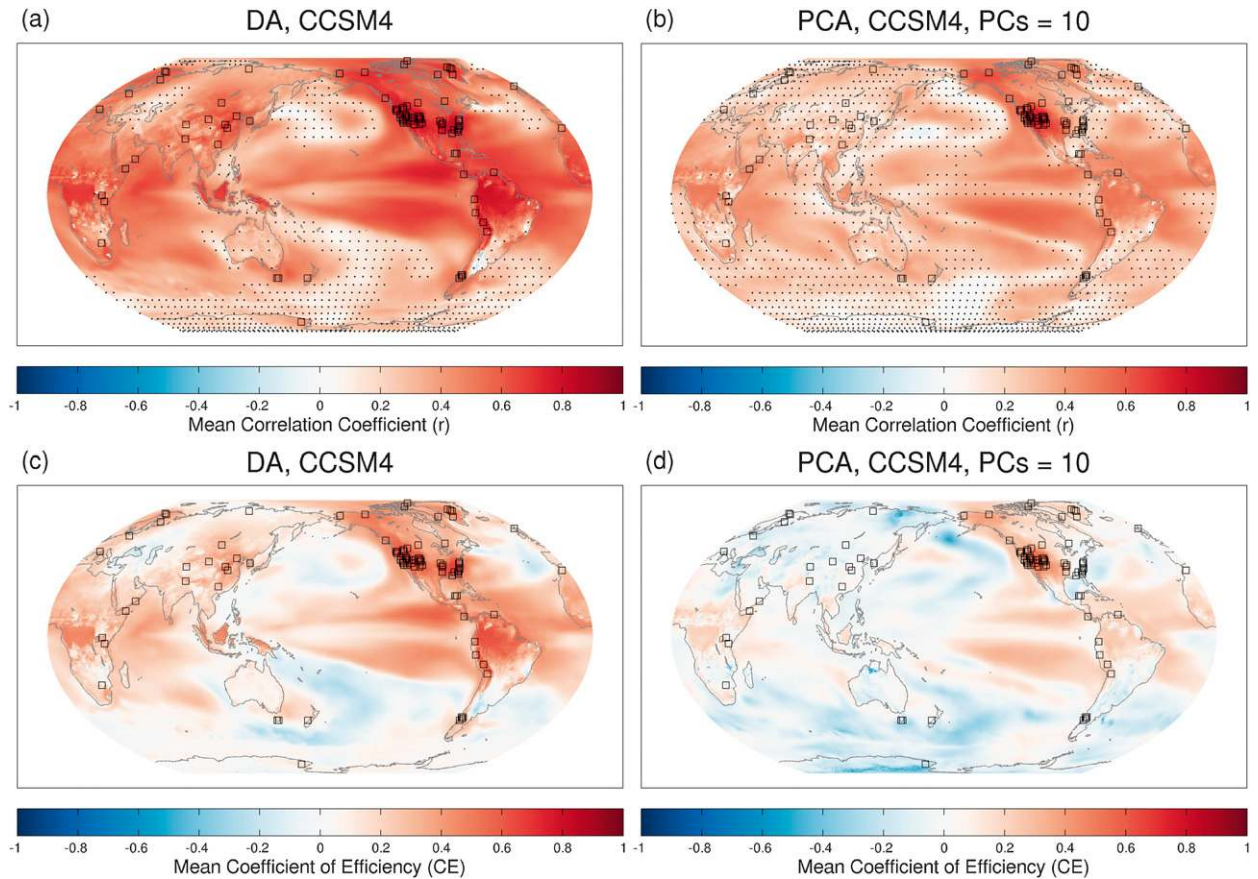 (a) DA, CCSM4
(b) PCA, CCSM4, PCs = 10
-1 -0.8 -0.6 -0.4 -0.2 0 0.2 0.4 0.6 0.8 1
Mean Correlation Coefficient (r)
-1 -0.8 -0.6 -0.4 -0.2 0 0.2 0.4 0.6 0.8 1
Mean Correlation Coefficient (r)
(c) DA, CCSM4
(d) PCA, CCSM4, PCs = 10
-1 -0.8 -0.6 -0.4 -0.2 0 0.2 0.4 0.6 0.8 1
Mean Coefficient of Efficiency (CE)
-1 -0.8 -0.6 -0.4 -0.2 0 0.2 0.4 0.6 0.8 1
Mean Coefficient of Efficiency (CE)